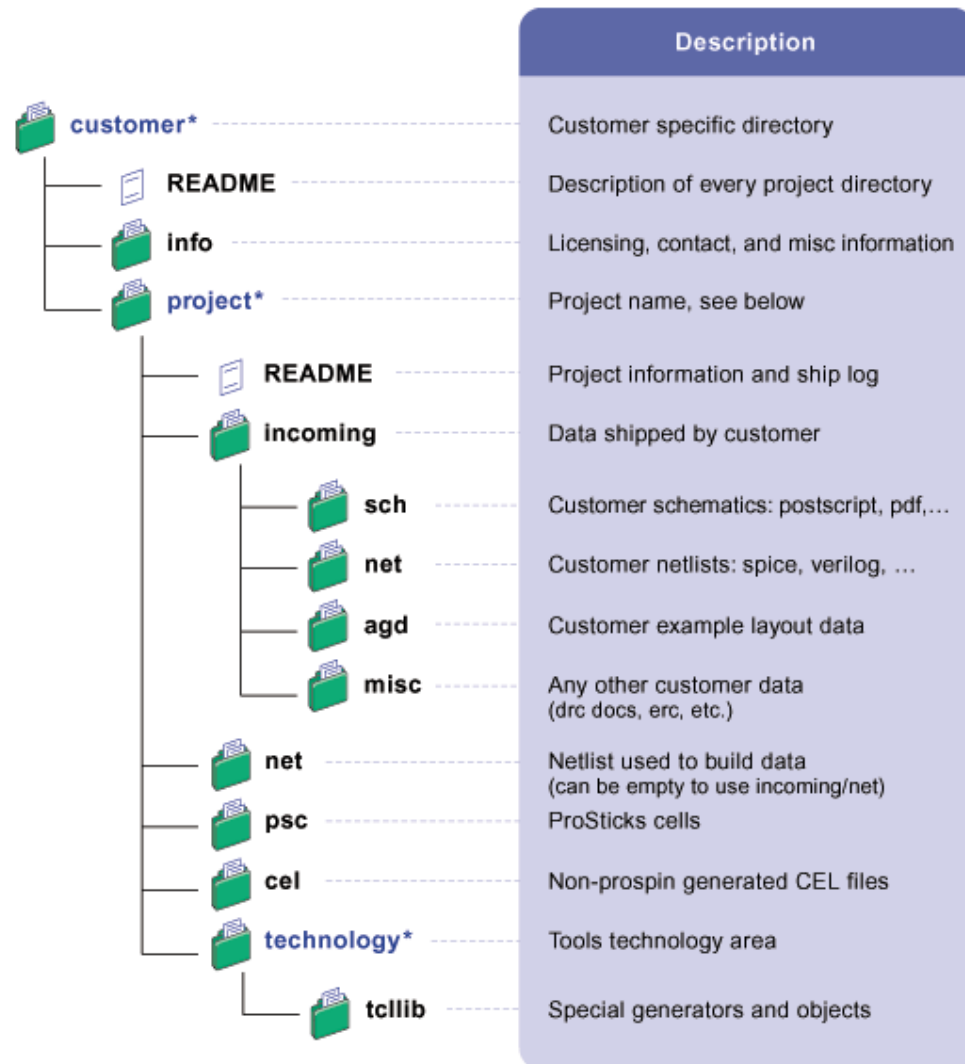 Description
customer* Customer specific directory
README Description of every project directory
info Licensing, contact, and misc information
project* Project name, see below
README Project information and ship log
incoming Data shipped by customer
sch Customer schematics: postscript, pdf,…
net Customer netlists: spice, verilog, …
agd Customer example layout data
misc Any other customer data
(drc docs, erc, etc.)
net Netlist used to build data
(can be empty to use incoming/net)
psc ProSticks cells
cel Non-prospin generated CEL files
technology* Tools technology area
tcllib Special generators and objects